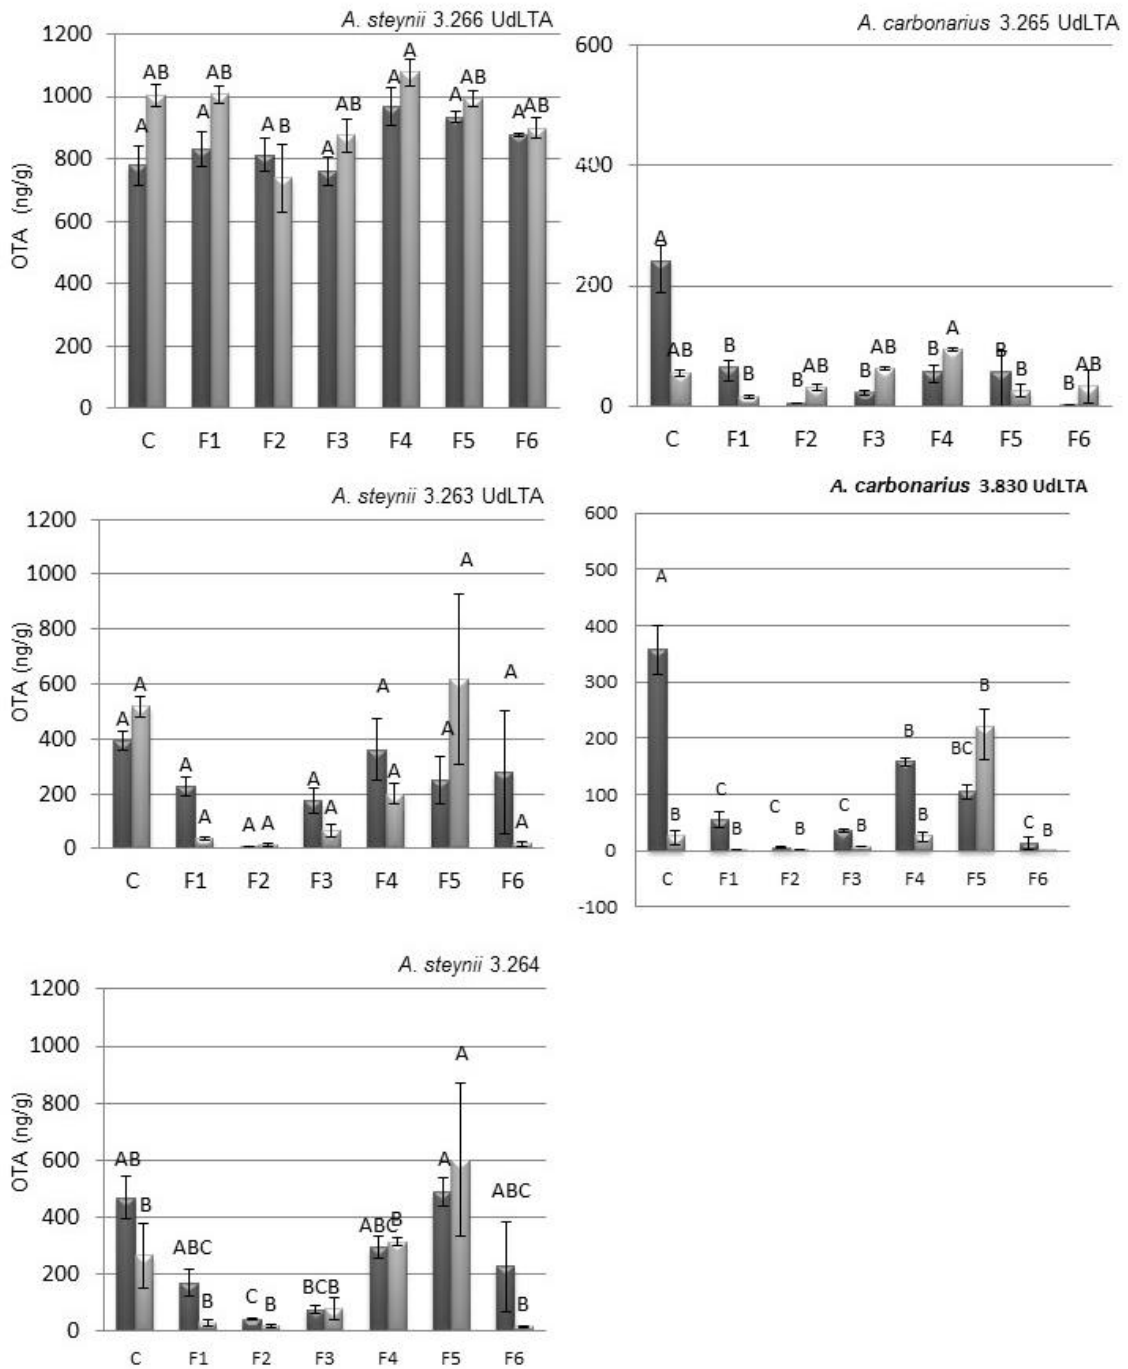 A. steynii 3.266 UdLTA
1200
1000
800
600
400
200
0
OTA (ng/g)
A AB
A AB
A B
A AB
A A
A AB
A AB
C F1 F2 F3 F4 F5 F6
A. carbonarius 3.265 UdLTA
600
400
200
0
A AB
B B
B AB
B AB
B A
B B
B AB
C F1 F2 F3 F4 F5 F6
A. steynii 3.263 UdLTA
1200
1000
800
600
400
200
0
OTA (ng/g)
A A
A A
A A
A A
A A
A A
A A
C F1 F2 F3 F4 F5 F6
A. carbonarius 3.830 UdLTA
600
500
400
300
200
100
0
-100
A B
C B
C B
C B
B B
BC B
C B
C F1 F2 F3 F4 F5 F6
A. steynii 3.264
1200
1000
800
600
400
200
0
OTA (ng/g)
AB B
ABC B
C B
BC B
ABC B
A A
ABC B
C F1 F2 F3 F4 F5 F6